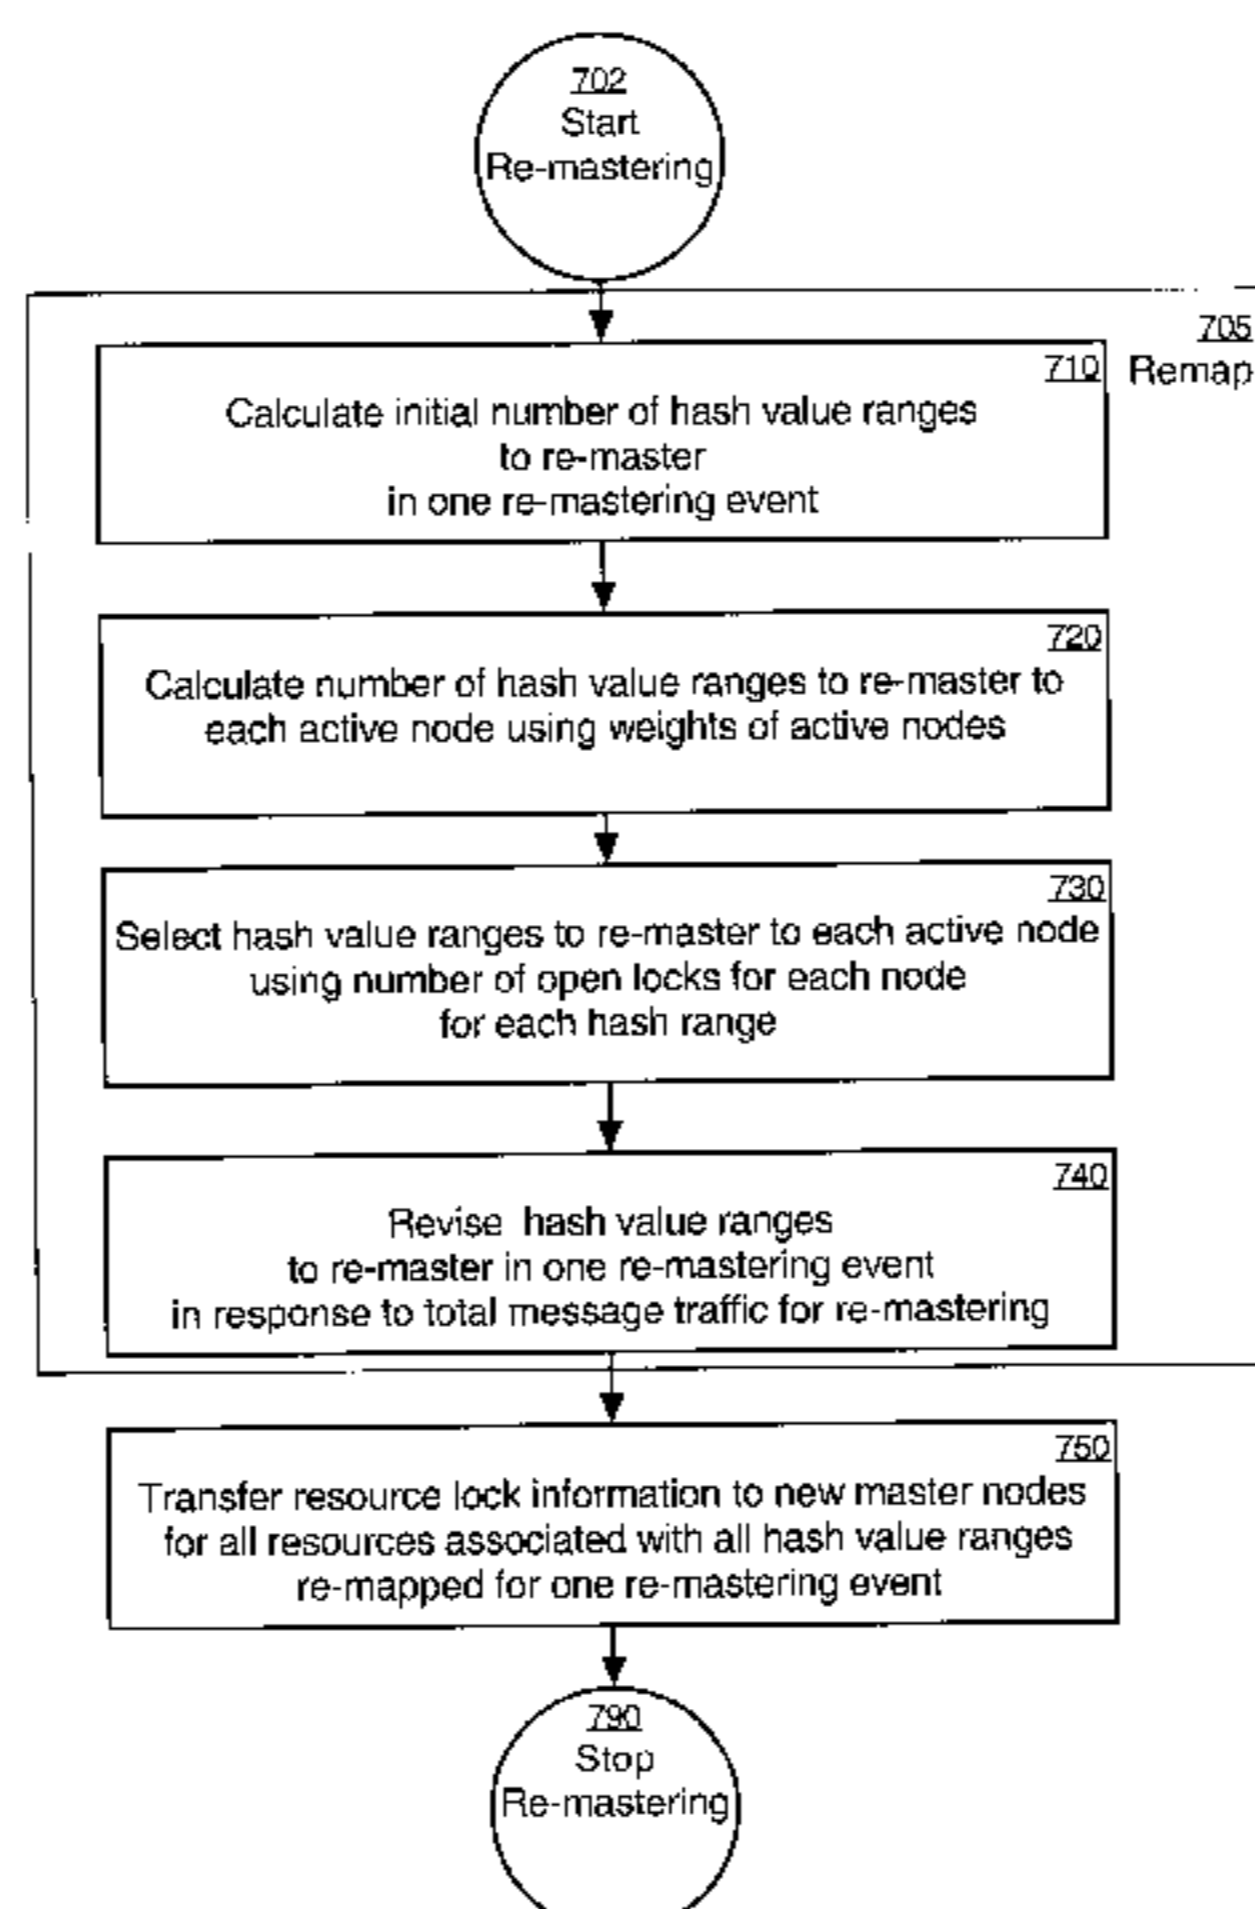 702
Start
Re-mastering
705
Remap
710
Calculate initial number of hash value ranges
to re-master
in one re-mastering event
720
Calculate number of hash value ranges to re-master to
each active node using weights of active nodes
730
Select hash value ranges to re-master to each active node
using number of open locks for each node
for each hash range
740
Revise hash value ranges
to re-master in one re-mastering event
in response to total message traffic for re-mastering
750
Transfer resource lock information to new master nodes
for all resources associated with all hash value ranges
re-mapped for one re-mastering event
790
Stop
Re-mastering